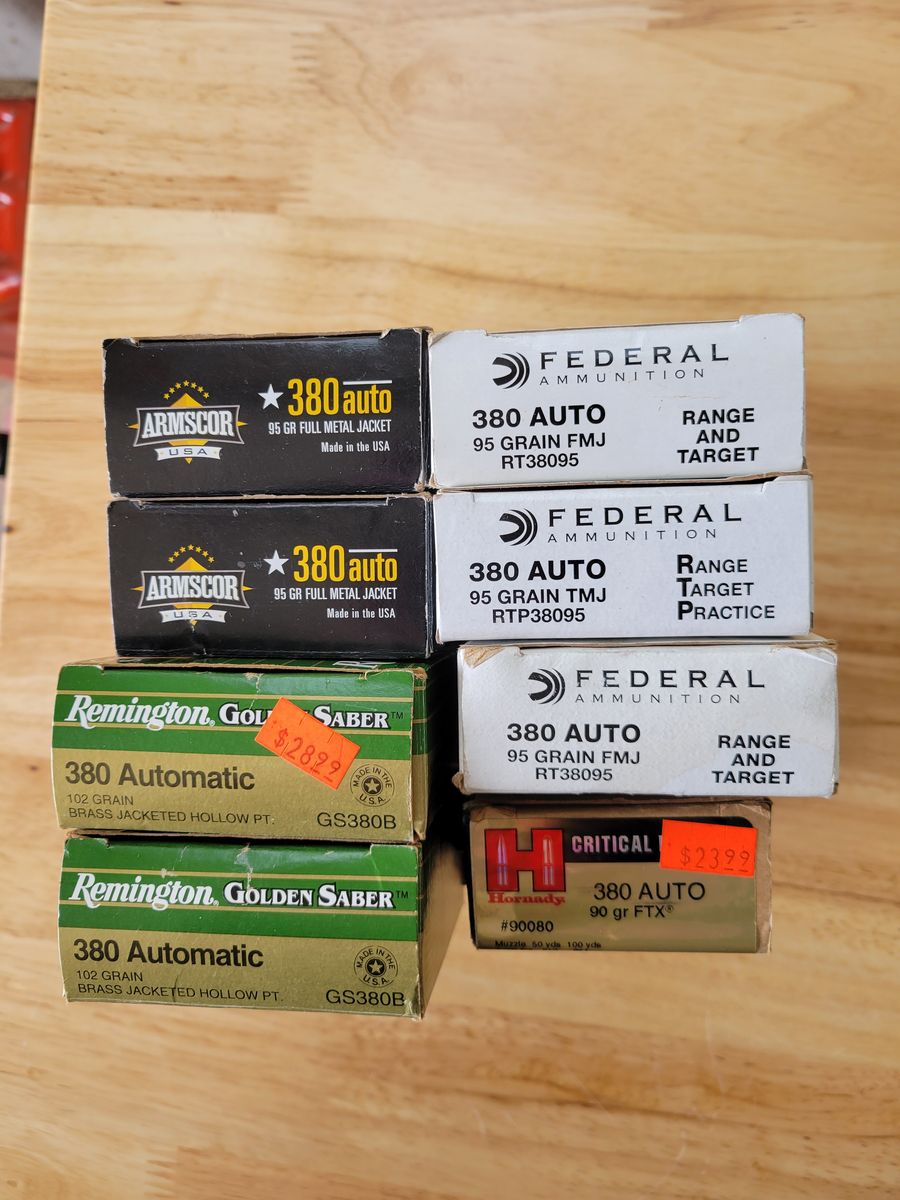 ARMSCOR
USA
380 auto
95 GR FULL METAL JACKET
Made in the USA
FEDERAL
AMMUNITION
380 AUTO
95 GRAIN FMJ
RT38095
RANGE
AND
TARGET
ARMSCOR
USA
380 auto
95 GR FULL METAL JACKET
Made in the USA
FEDERAL
AMMUNITION
380 AUTO
95 GRAIN TMJ
RTP38095
RANGE
TARGET
PRACTICE
Remington® GOLDEN SABER™
$28.99
380 Automatic
102 GRAIN
BRASS JACKETED HOLLOW PT.
MADE IN THE
U.S.A.
GS380B
FEDERAL
AMMUNITION
380 AUTO
95 GRAIN FMJ
RT38095
RANGE
AND
TARGET
Remington® GOLDEN SABER™
380 Automatic
102 GRAIN
BRASS JACKETED HOLLOW PT.
MADE IN THE
U.S.A.
GS380B
H
Hornady®
CRITICAL
$23.99
380 AUTO
90 gr FTX®
#90080
Muzzle 50 yds 100 yds